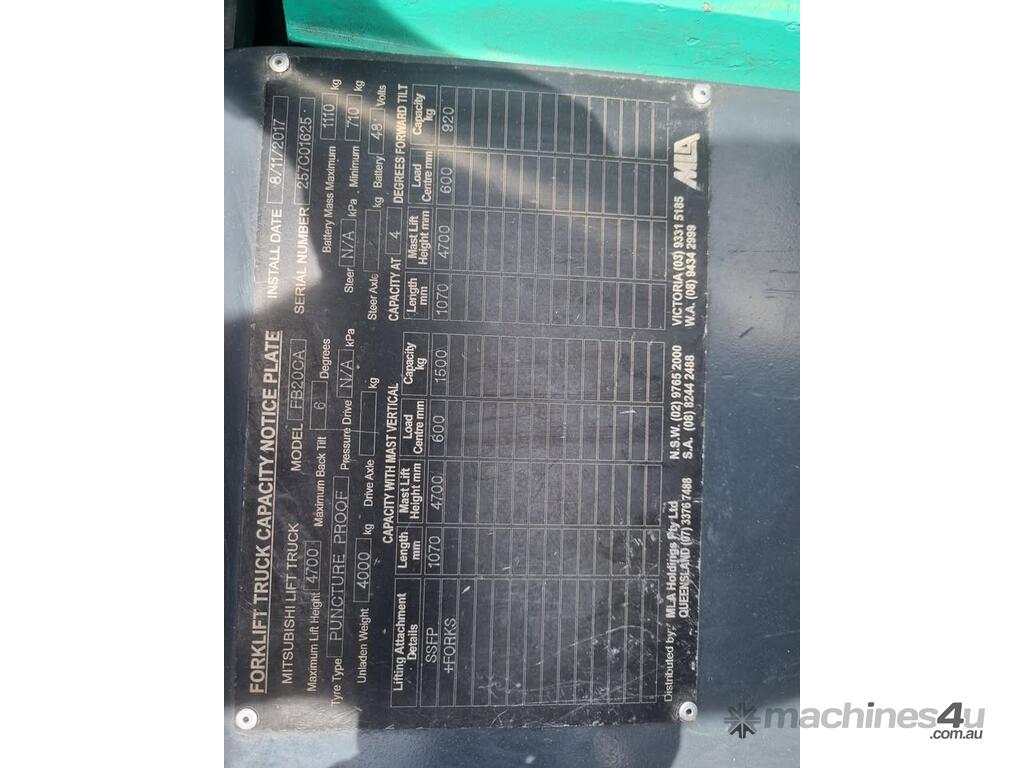 FORKLIFT TRUCK CAPACITY NOTICE PLATE INSTALL DATE 8/11/2017
MITSUBISHI LIFT TRUCK MODEL FB20CA SERIAL NUMBER 257C01625
Maximum Lift Height 4700 Maximum Back Tilt 6 Degrees Battery Mass Maximum 1110 kg
Tyre Type PUNCTURE PROOF Pressure Drive N/A kPa Steer N/A kPa Minimum 710 kg
Unladen Weight 4000 kg Drive Axle kg Steer Axle kg Battery 48 Volts
CAPACITY WITH MAST VERTICAL CAPACITY AT 4 DEGREES FORWARD TILT
Lifting Attachment Details Length mm Mast Lift Height mm Load Centre mm Capacity kg Length mm Mast Lift Height mm Load Centre mm Capacity kg
SSFP 1070 4700 600 1500 1070 4700 600 920
+FORKS
Distributed by: MLA Holdings Pty Ltd N.S.W. (02) 9765 2000 VICTORIA (03) 9331 5185 MLA
QUEENSLAND (07) 3376 7488 S.A. (08) 8244 2488 W.A. (08) 9434 2999
machines4u
.com.au